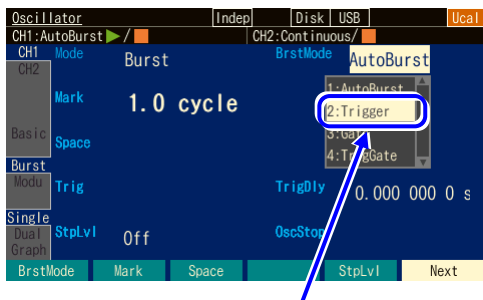 Oscillator Indep Disk USB Ucal
CH1:AutoBurst / CH2:Continuous/
CH1 Mode Burst BrstMode AutoBurst
CH2
1:AutoBurst
Mark 1.0 cycle 2:Trigger
Basic Space 3:Gate
4:TrigGate
Burst
Modu Trig TrigDly 0.000 000 0 s
Single
Dual StpLvl Off OscStop
Graph
BrstMode Mark Space StpLvl Next